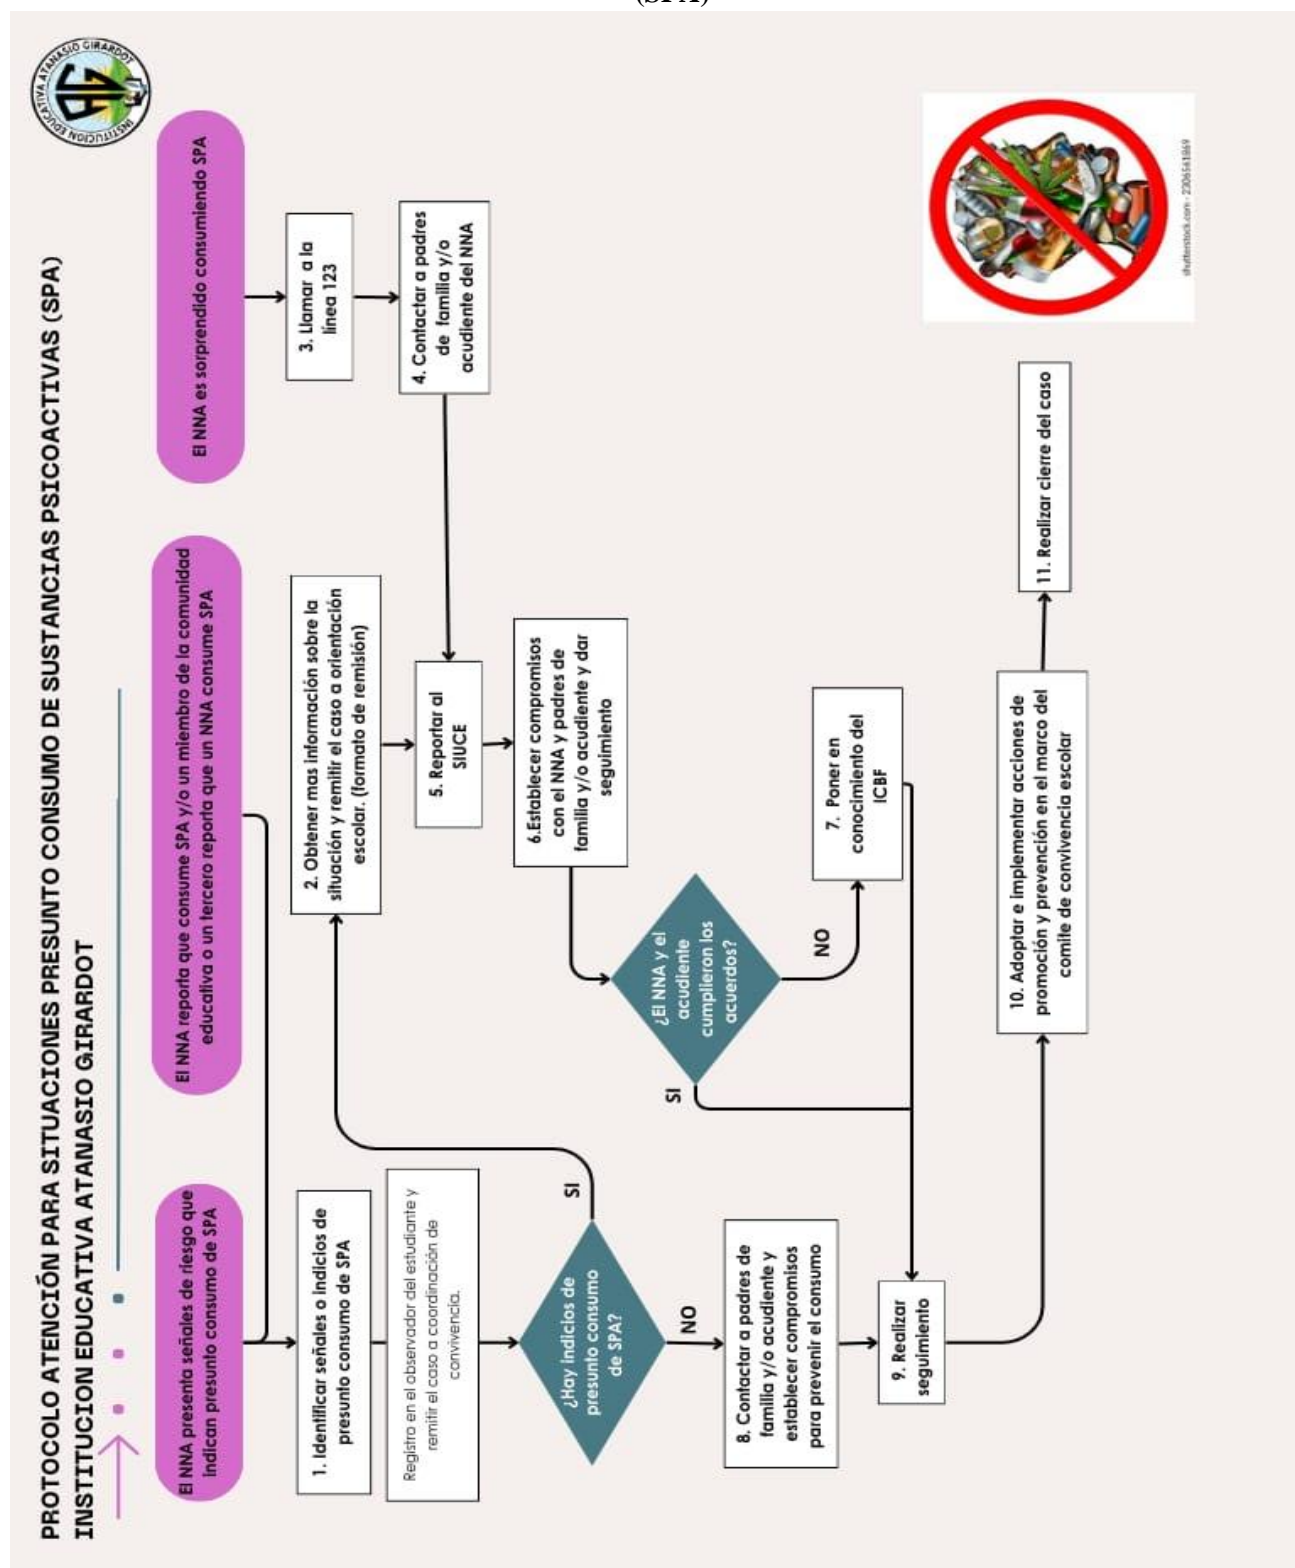 (SPA)
PROTOCOLO ATENCIÓN PARA SITUACIONES PRESUNTO CONSUMO DE SUSTANCIAS PSICOACTIVAS (SPA)
INSTITUCION EDUCATIVA ATANASIO GIRARDOT
INSTITUCION EDUCATIVA ATANASIO GIRARDOT
AG
El NNA presenta señales de riesgo que
indican presunto consumo de SPA
El NNA reporta que consume SPA y/o un miembro de la comunidad
educativa o un tercero reporta que un NNA consume SPA
El NNA es sorprendido consumiendo SPA
1. Identificar señales o indicios de
presunto consumo de SPA
Registro en el observador del estudiante y
remitir el caso a coordinación de
convivencia.
¿Hay indicios de
presunto consumo
de SPA?
SI
NO
2. Obtener mas información sobre la
situación y remitir el caso a orientación
escolar. (formato de remisión)
3. Llamar a la
línea 123
4. Contactar a padres
de familia y/o
acudiente del NNA
5. Reportar al
SIUCE
6.Establecer compromisos
con el NNA y padres de
familia y/o acudiente y dar
seguimiento
¿El NNA y el
acudiente
cumplieron los
acuerdos?
SI
NO
7. Poner en
conocimiento del
ICBF
8. Contactar a padres de
familia y/o acudiente y
establecer compromisos
para prevenir el consumo
9. Realizar
seguimiento
10. Adoptar e implementar acciones de
promoción y prevención en el marco del
comite de convivencia escolar
11. Realizar cierre del caso
shutterstock.com · 2306561869